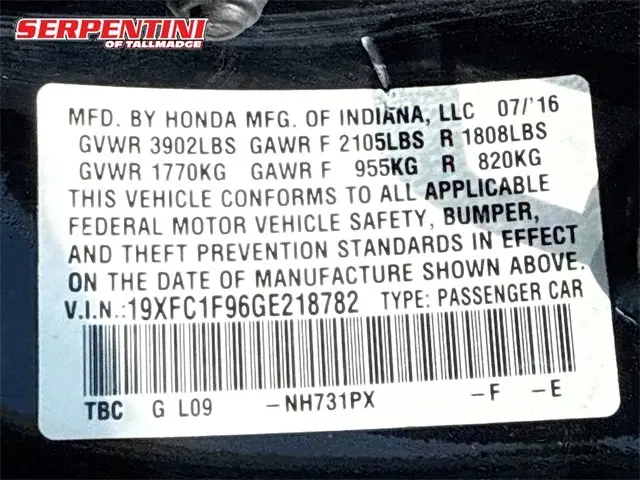 SERPENTINI
OF TALLMADGE
MFD. BY HONDA MFG. OF INDIANA, LLC 07/'16
GVWR 3902LBS GAWR F 2105LBS R 1808LBS
GVWR 1770KG GAWR F 955KG R 820KG
THIS VEHICLE CONFORMS TO ALL APPLICABLE
FEDERAL MOTOR VEHICLE SAFETY, BUMPER,
AND THEFT PREVENTION STANDARDS IN EFFECT
ON THE DATE OF MANUFACTURE SHOWN ABOVE.
V.I.N.:19XFC1F96GE218782 TYPE: PASSENGER CAR
TBC G L09 -NH731PX -F -E